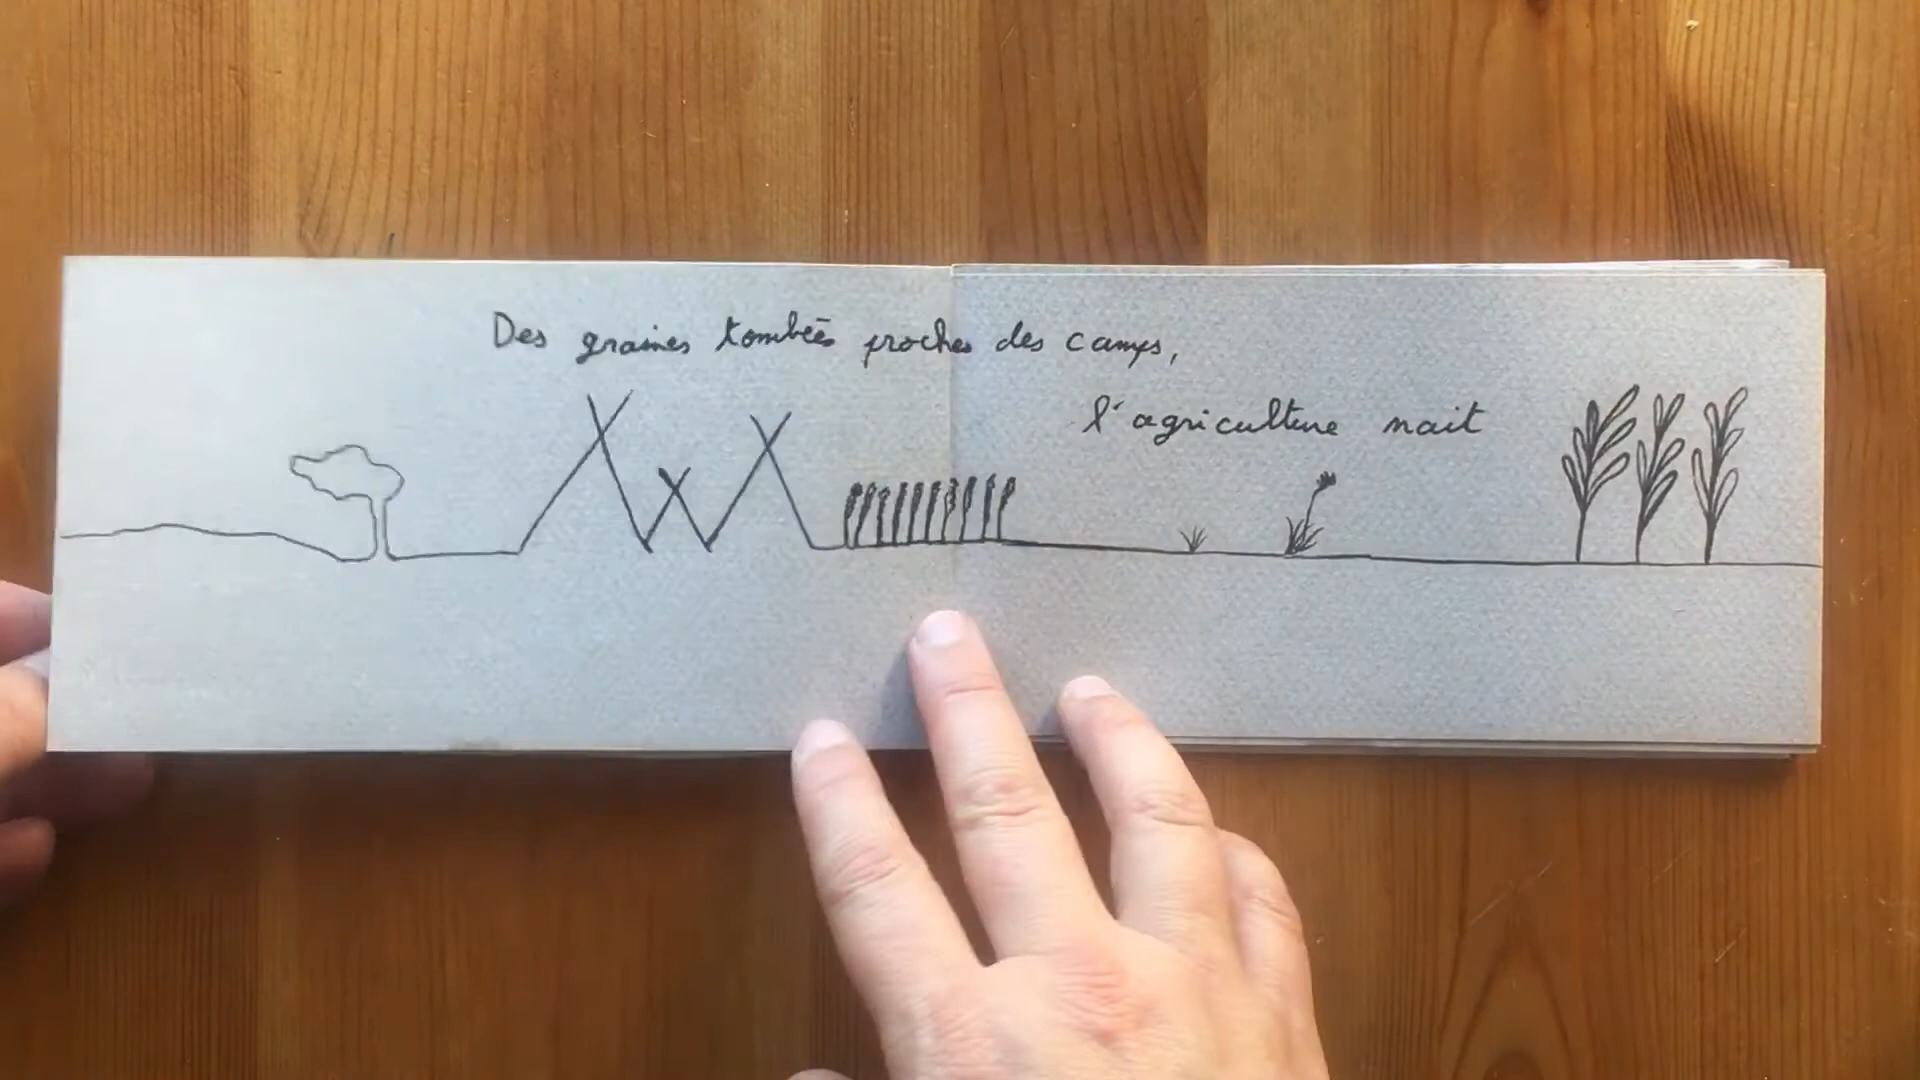 Des graines tombées proches des camps,
l'agriculture nait